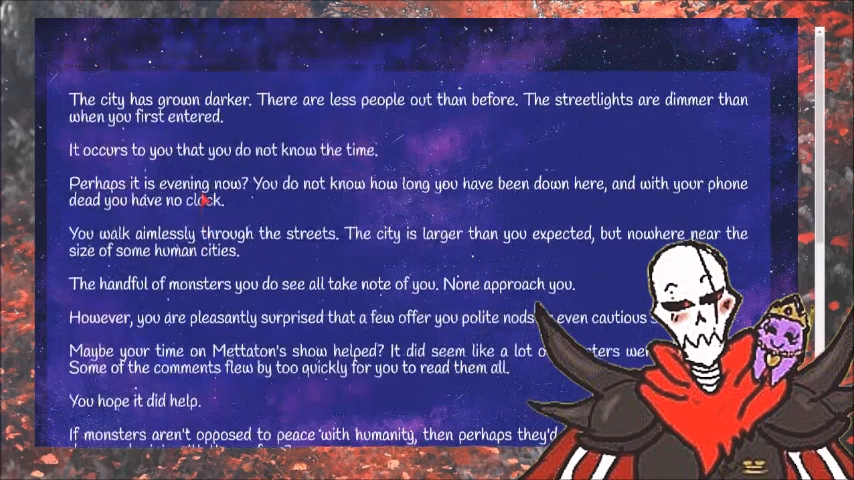 The city has grown darker. There are less people out than before. The streetlights are dimmer than
when you first entered.
It occurs to you that you do not know the time.
Perhaps it is evening now? You do not know how long you have been down here, and with your phone
dead you have no clock.
You walk aimlessly through the streets. The city is larger than you expected, but nowhere near the
size of some human cities.
The handful of monsters you do see all take note of you. None approach you.
However, you are pleasantly surprised that a few offer you polite nods, even cautious
Maybe your time on Mettaton's show helped? It did seem like a lot
Some of the comments flew by too quickly for you to read them all.
You hope it did help.
If monsters aren't opposed to peace with humanity, then perhaps they'd